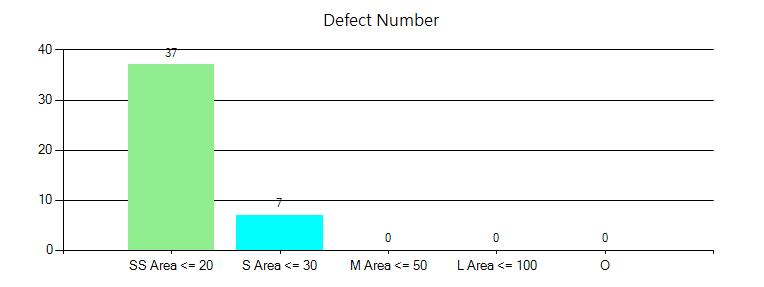 Defect Number
40
30
20
10
0
37
7
0
0
0
SS Area <= 20
S Area <= 30
M Area <= 50
L Area <= 100
O